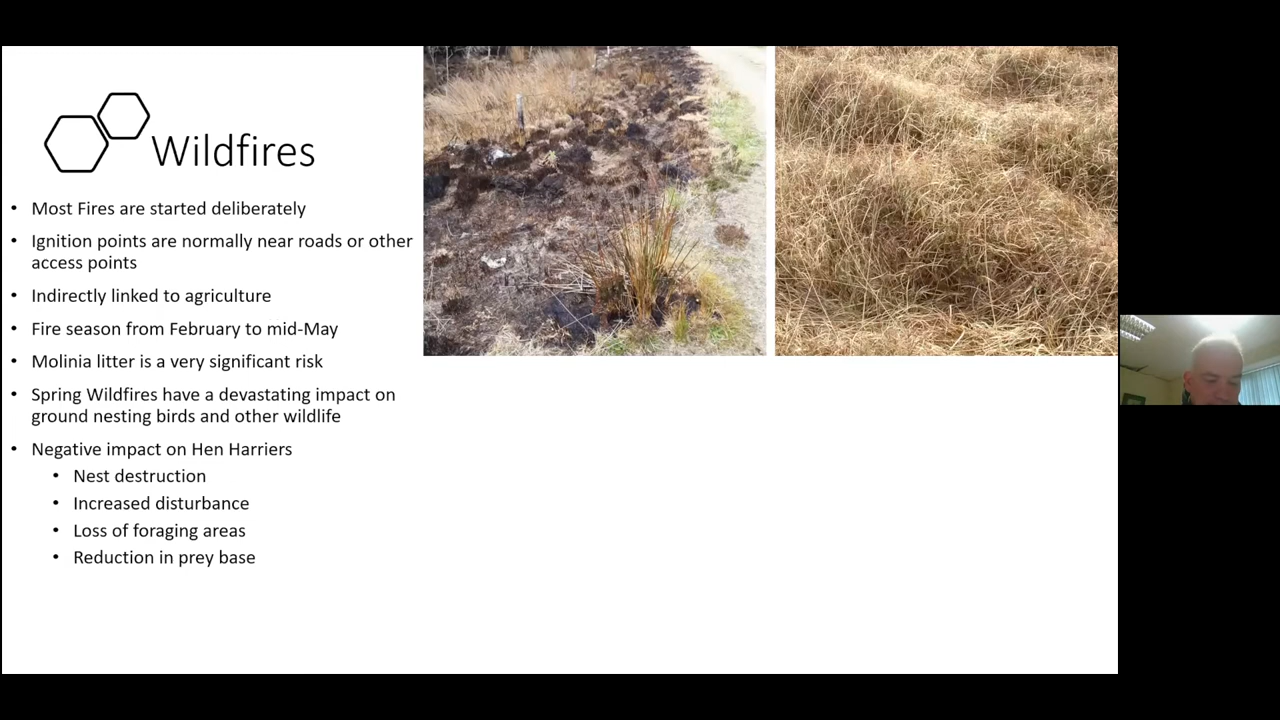 Wildfires
• Most Fires are started deliberately
• Ignition points are normally near roads or other
access points
• Indirectly linked to agriculture
• Fire season from February to mid-May
• Molinia litter is a very significant risk
• Spring Wildfires have a devastating impact on
ground nesting birds and other wildlife
• Negative impact on Hen Harriers
• Nest destruction
• Increased disturbance
• Loss of foraging areas
• Reduction in prey base